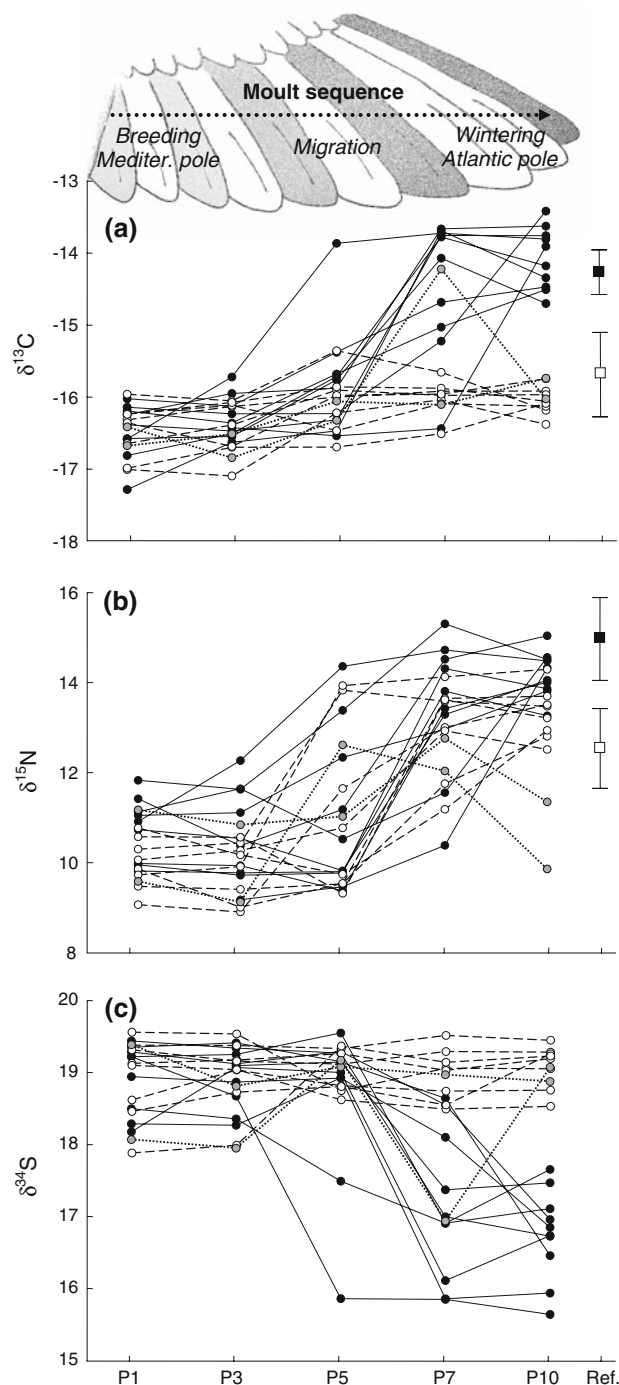 Moult sequence
Breeding Mediter. pole
Migration
Wintering Atlantic pole
(a)
-13
-14
-15
-16
-17
-18
δ13C
(b)
16
14
12
10
8
δ15N
(c)
20
19
18
17
16
15
δ34S
P1 P3 P5 P7 P10 Ref.